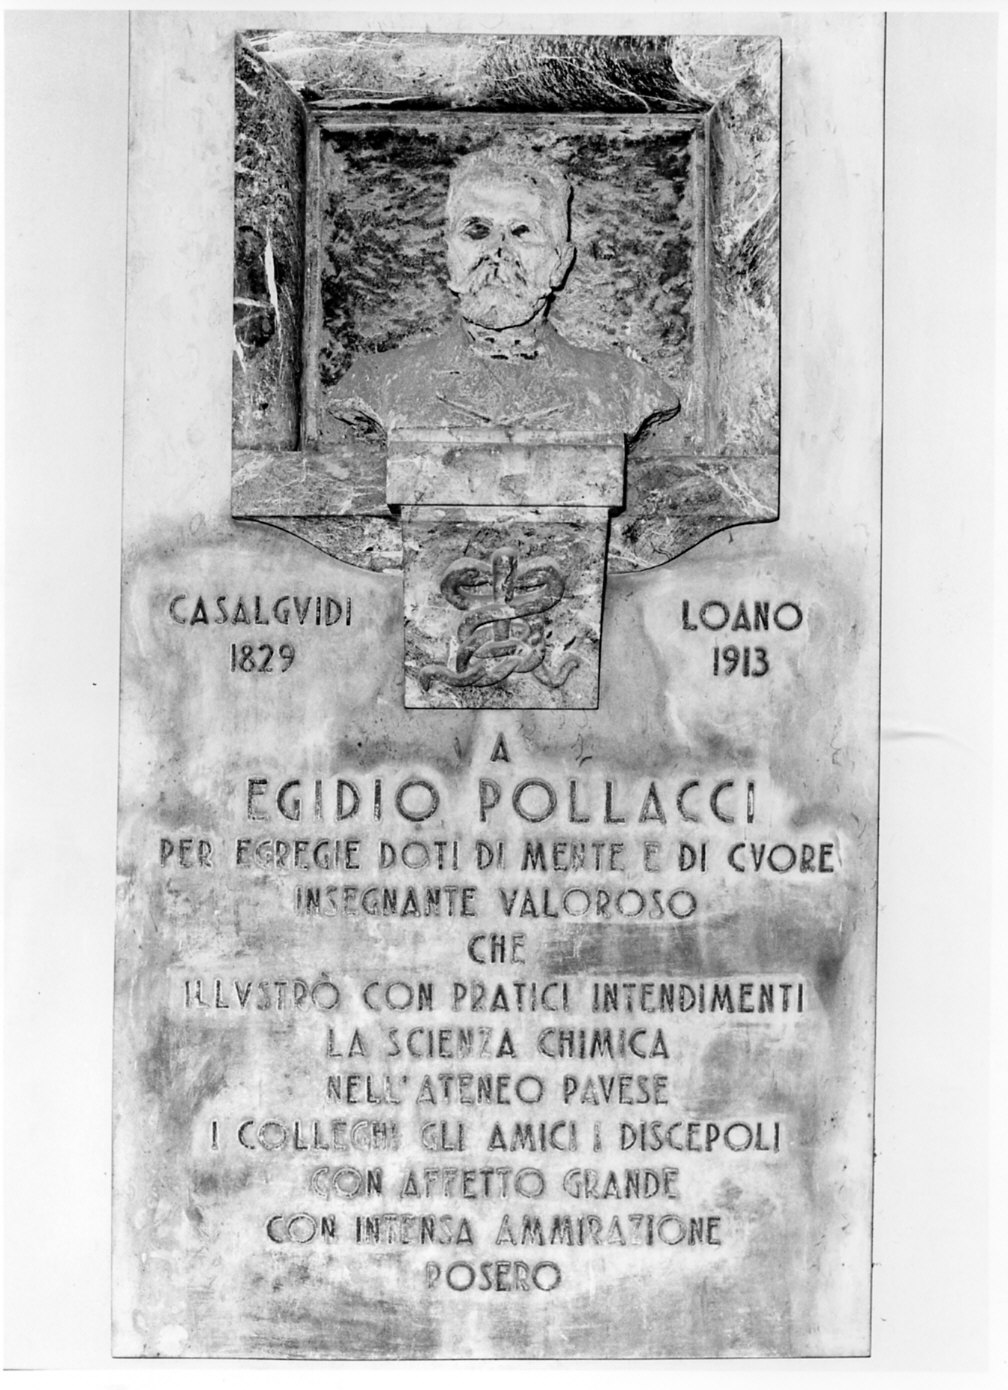 CASALGVIDI
1829
LOANO
1913
A
EGIDIO POLLACCI
PER EGREGIE DOTI DI MENTE E DI CVORE
INSEGNANTE VALOROSO
CHE
ILLVSTRÒ CON PRATICI INTENDIMENTI
LA SCIENZA CHIMICA
NELL'ATENEO PAVESE
I COLLEGHI GLI AMICI I DISCEPOLI
CON AFFETTO GRANDE
CON INTENSA AMMIRAZIONE
POSERO